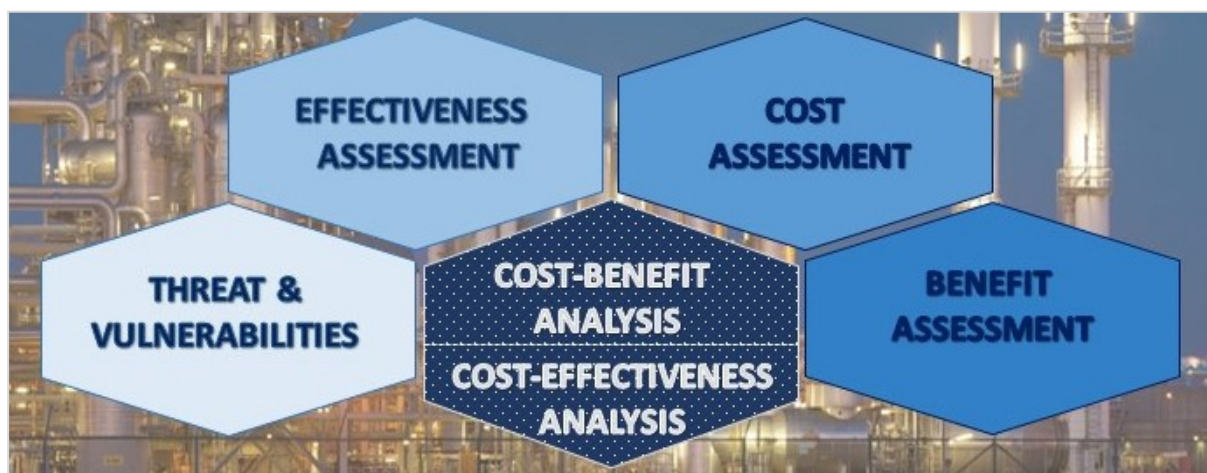 EFFECTIVENESS
ASSESSMENT
COST
ASSESSMENT
THREAT &
VULNERABILITIES
COST-BENEFIT
ANALYSIS
COST-EFFECTIVENESS
ANALYSIS
BENEFIT
ASSESSMENT